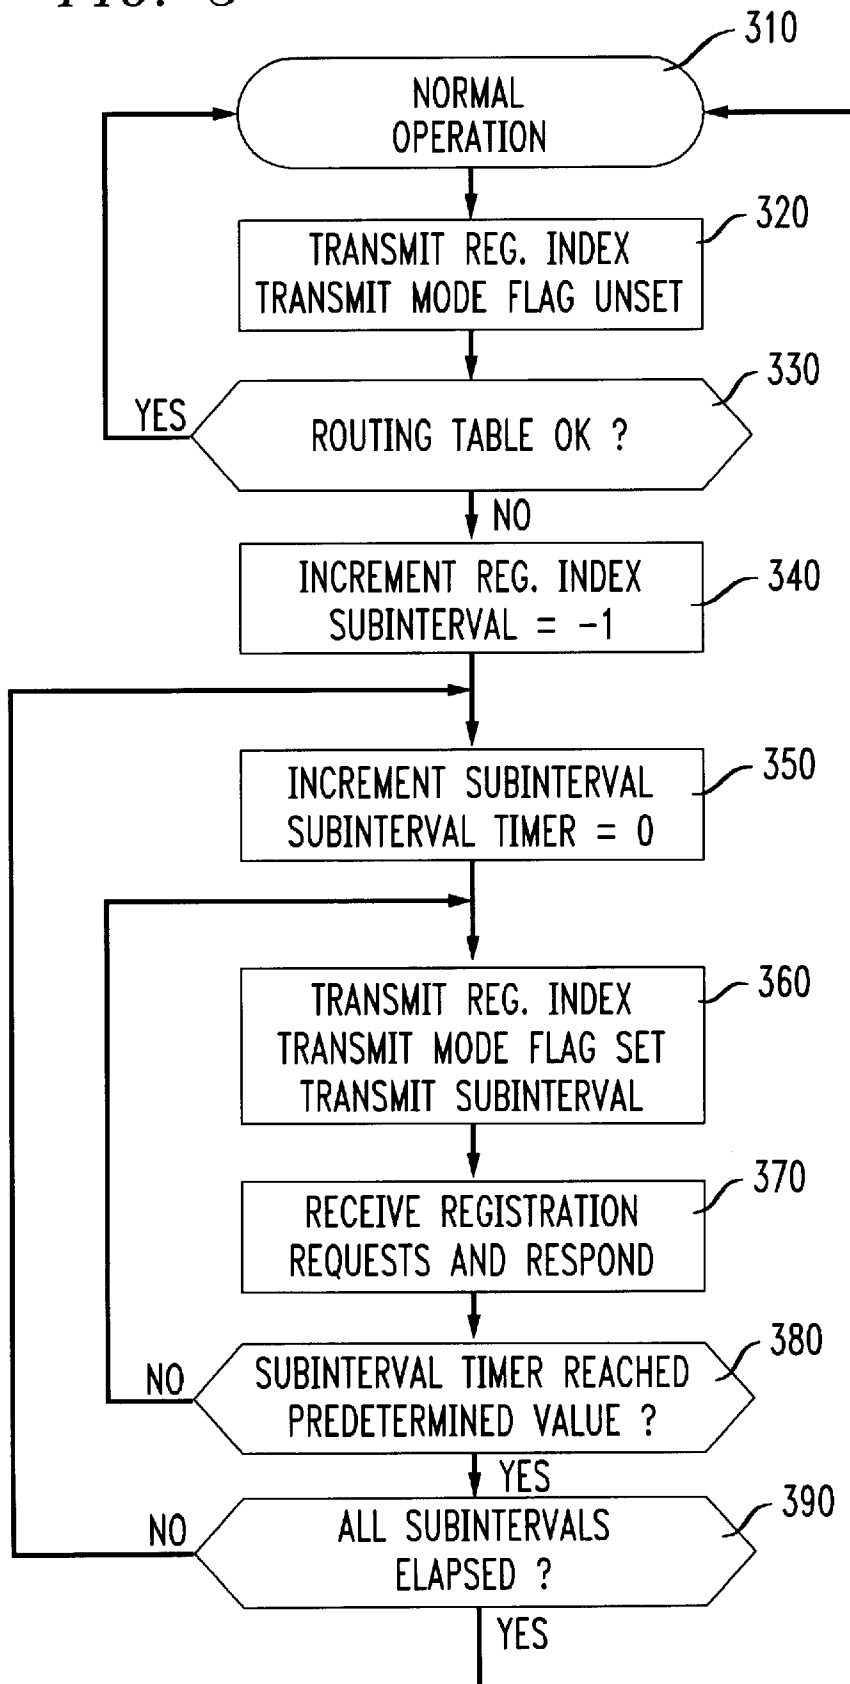 310
NORMAL
OPERATION
320
TRANSMIT REG. INDEX
TRANSMIT MODE FLAG UNSET
330
YES
ROUTING TABLE OK ?
NO
INCREMENT REG. INDEX
340
SUBINTERVAL = -1
350
INCREMENT SUBINTERVAL
SUBINTERVAL TIMER = 0
360
TRANSMIT REG. INDEX
TRANSMIT MODE FLAG SET
TRANSMIT SUBINTERVAL
370
RECEIVE REGISTRATION
REQUESTS AND RESPOND
380
NO
SUBINTERVAL TIMER REACHED
PREDETERMINED VALUE ?
YES
390
NO
ALL SUBINTERVALS
ELAPSED ?
YES